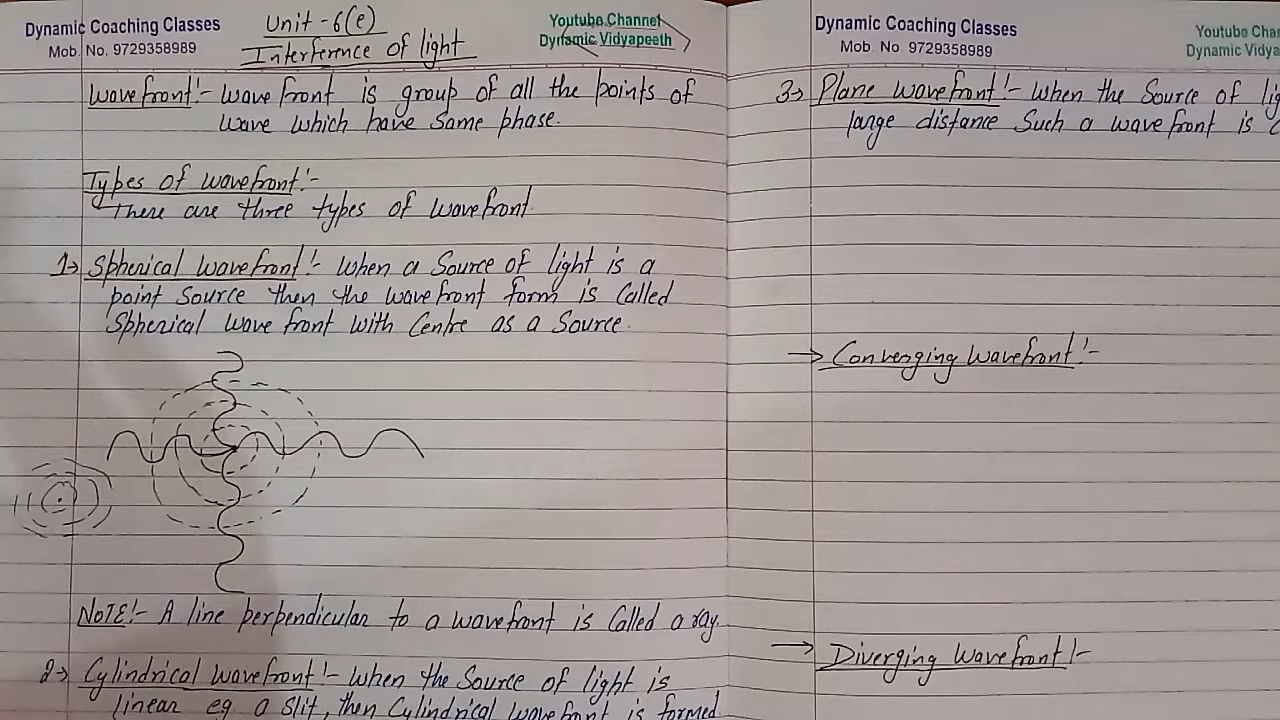 Dynamic Coaching Classes
Mob. No. 9729358989
Unit - 6(e)
Interference of light
Youtube Channel
Dynamic Vidyapeeth
Wavefront!- Wave front is group of all the points of
wave which have same phase.
Types of wavefront!-
There are three types of wavefront.
1→ Spherical wavefront!- When a Source of light is a
point source then the wavefront form is called
Spherical wave front with Centre as a Source.
NOTE!- A line perpendicular to a wavefront is called a ray.
2→ Cylindrical wavefront!- When the Source of light is
linear eg a slit, then Cylindrical wavefront is formed
Dynamic Coaching Classes
Mob. No. 9729358989
Youtube Cha
Dynamic Vidya
3→ Plane wavefront!- When the Source of lig
large distance Such a wavefront is
→ Converging Wavefront!-
→ Diverging Wavefront!-